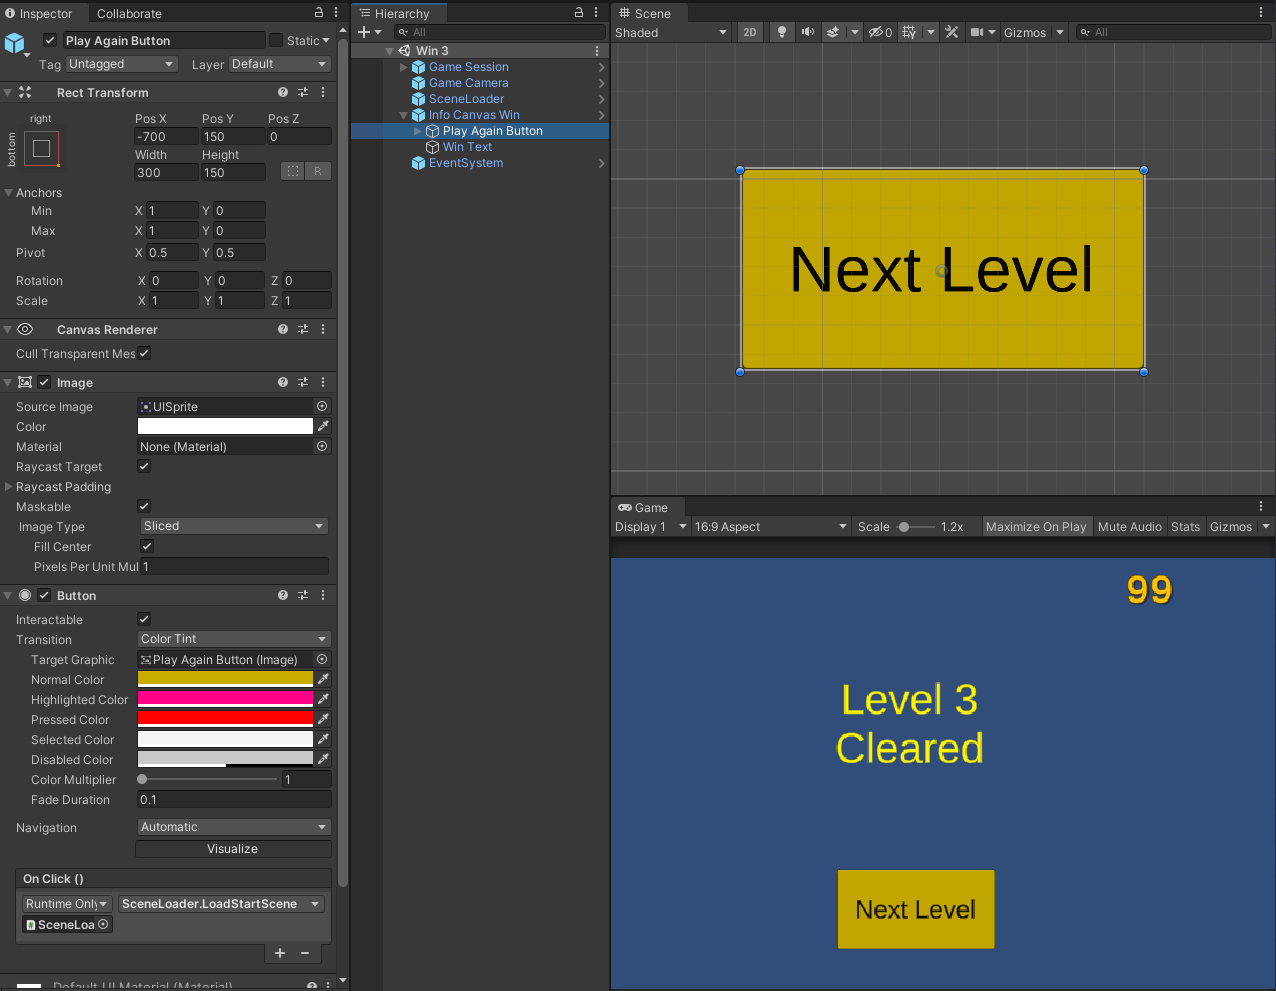 Inspector
Collaborate
Play Again Button
Static
Tag
Untagged
Layer
Default
Rect Transform
right
bottom
Pos X
Pos Y
Pos Z
-700
150
0
Width
Height
300
150
R
Anchors
Min
X
1
Y
0
Max
X
1
Y
0
Pivot
X
0.5
Y
0.5
Rotation
X
0
Y
0
Z
0
Scale
X
1
Y
1
Z
1
Canvas Renderer
Cull Transparent Mes
Image
Source Image
UISprite
Color
Material
None (Material)
Raycast Target
Raycast Padding
Maskable
Image Type
Sliced
Fill Center
Pixels Per Unit Mul
1
Button
Interactable
Transition
Color Tint
Target Graphic
Play Again Button (Image)
Normal Color
Highlighted Color
Pressed Color
Selected Color
Disabled Color
Color Multiplier
1
Fade Duration
0.1
Navigation
Automatic
Visualize
On Click ()
Runtime Only
SceneLoader.LoadStartScene
SceneLoa
Default UI Material (Material)
Hierarchy
All
Win 3
Game Session
Game Camera
SceneLoader
Info Canvas Win
Play Again Button
Win Text
EventSystem
Scene
Shaded
2D
0
Gizmos
All
Next Level
Game
Display 1
16:9 Aspect
Scale
1.2x
Maximize On Play
Mute Audio
Stats
Gizmos
99
Level 3
Cleared
Next Level